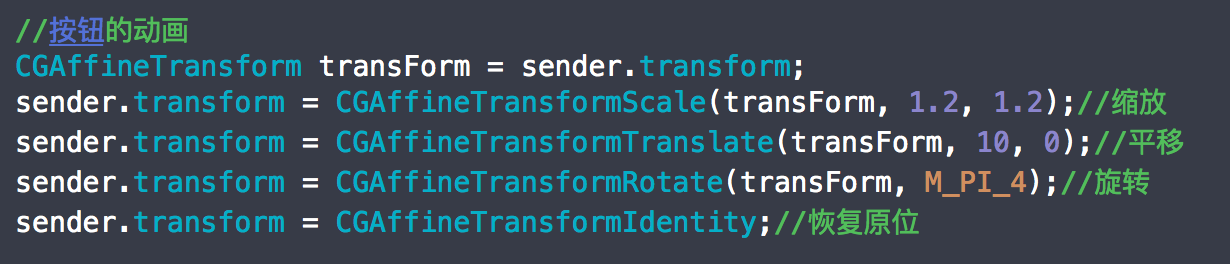 //按钮的动画
CGAffineTransform transForm = sender.transform;
sender.transform = CGAffineTransformScale(transForm, 1.2, 1.2);//缩放
sender.transform = CGAffineTransformTranslate(transForm, 10, 0);//平移
sender.transform = CGAffineTransformRotate(transForm, M_PI_4);//旋转
sender.transform = CGAffineTransformIdentity;//恢复原位